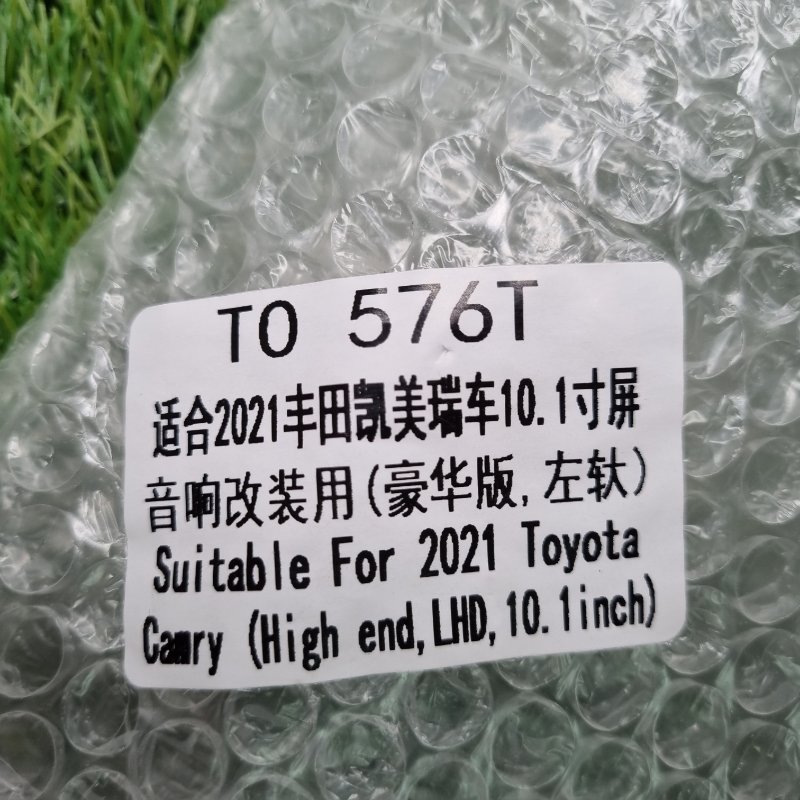 TO 576T
适合2021丰田凯美瑞车10.1寸屏
音响改装用(豪华版,左轪)
Suitable For 2021 Toyota
Camry (High end,LHD,10.1inch)